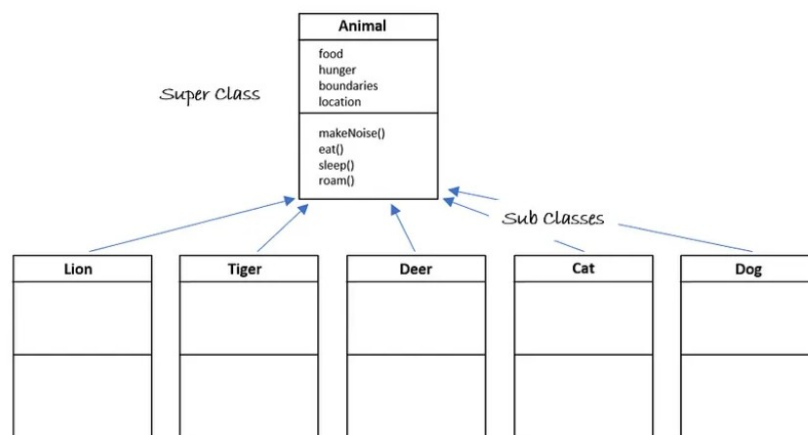 Animal
food
hunger
boundaries
location
Super Class
makeNoise()
eat()
sleep()
roam()
Sub Classes
Lion
Tiger
Deer
Cat
Dog